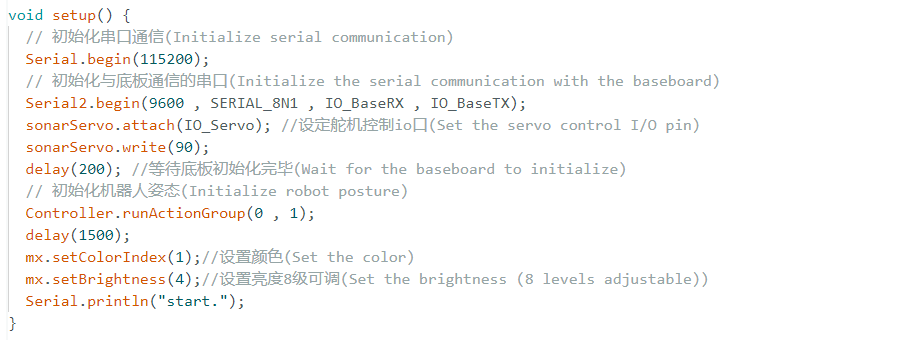 void setup() {
// 初始化串口通信(Initialize serial communication)
Serial.begin(115200);
// 初始化与底板通信的串口(Initialize the serial communication with the baseboard)
Serial2.begin(9600 , SERIAL_8N1 , IO_BaseRX , IO_BaseTX);
sonarServo.attach(IO_Servo); //设定舵机控制io口(Set the servo control I/O pin)
sonarServo.write(90);
delay(200); //等待底板初始化完毕(Wait for the baseboard to initialize)
// 初始化机器人姿态(Initialize robot posture)
Controller.runActionGroup(0 , 1);
delay(1500);
mx.setColorIndex(1);//设置颜色(Set the color)
mx.setBrightness(4);//设置亮度8级可调(Set the brightness (8 levels adjustable))
Serial.println("start.");
}